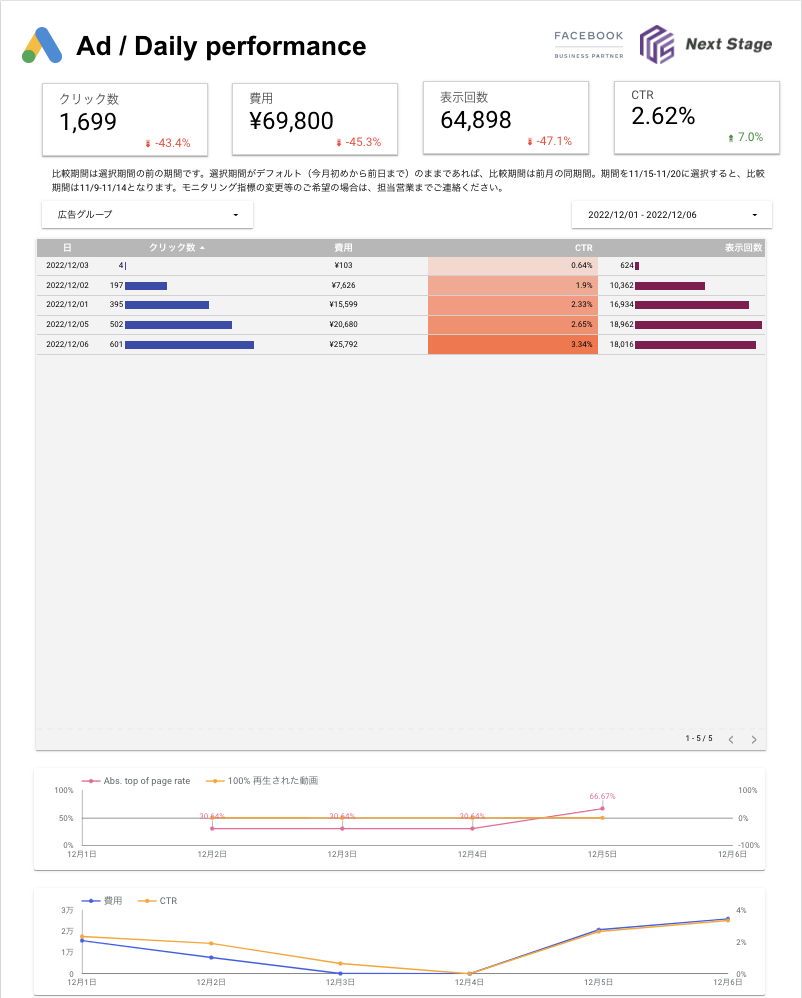 Ad / Daily performance
FACEBOOK
BUSINESS PARTNER
Next Stage
クリック数
1,699
-43.4%
費用
¥69,800
-45.3%
表示回数
64,898
-47.1%
CTR
2.62%
7.0%
比較期間は選択期間の前の期間です。選択期間がデフォルト（今月初めから前日まで）のままであれば、比較期間は前月の同期間。期間を11/15-11/20に選択すると、比較
期間は11/9-11/14となります。モニタリング指標の変更等のご希望の場合は、担当営業までご連絡ください。
広告グループ
2022/12/01 - 2022/12/06
日 クリック数 費用 CTR 表示回数
2022/12/03 4 ¥103 0.64% 624
2022/12/02 197 ¥7,626 1.9% 10,362
2022/12/01 395 ¥15,599 2.33% 16,934
2022/12/05 502 ¥20,680 2.65% 18,962
2022/12/06 601 ¥25,792 3.34% 18,016
1 - 5 / 5
Abs. top of page rate 100% 再生された動画
100% 100%
66.67%
50% 30.64% 30.64% 30.64% 0%
0% -100%
12月1日 12月2日 12月3日 12月4日 12月5日 12月6日
費用 CTR
3万 4%
2万 2%
1万
0 0%
12月1日 12月2日 12月3日 12月4日 12月5日 12月6日